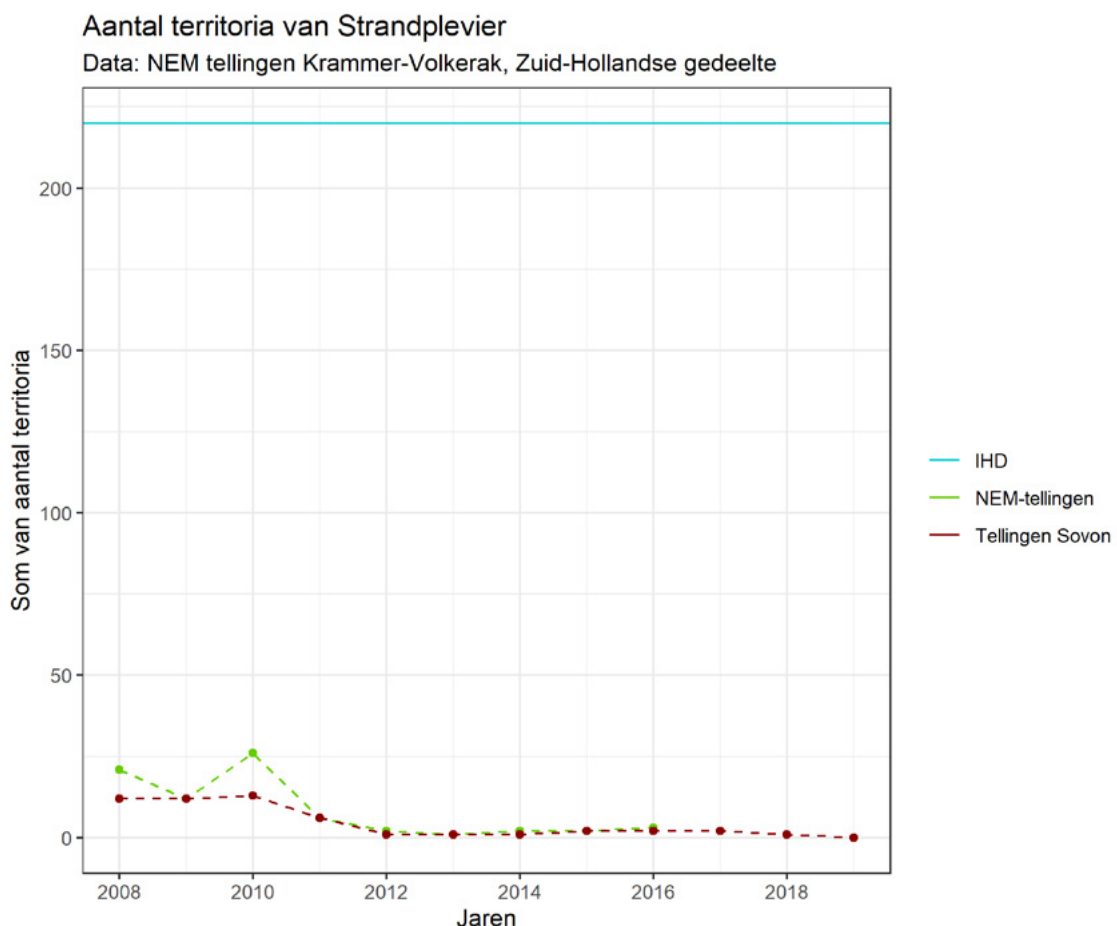 Aantal territoria van Strandplevier
Data: NEM tellingen Krammer-Volkerak, Zuid-Hollandse gedeelte
Som van aantal territoria
200
150
100
50
0
2008 2010 2012 2014 2016 2018
Jaren
IHD
NEM-tellingen
Tellingen Sovon